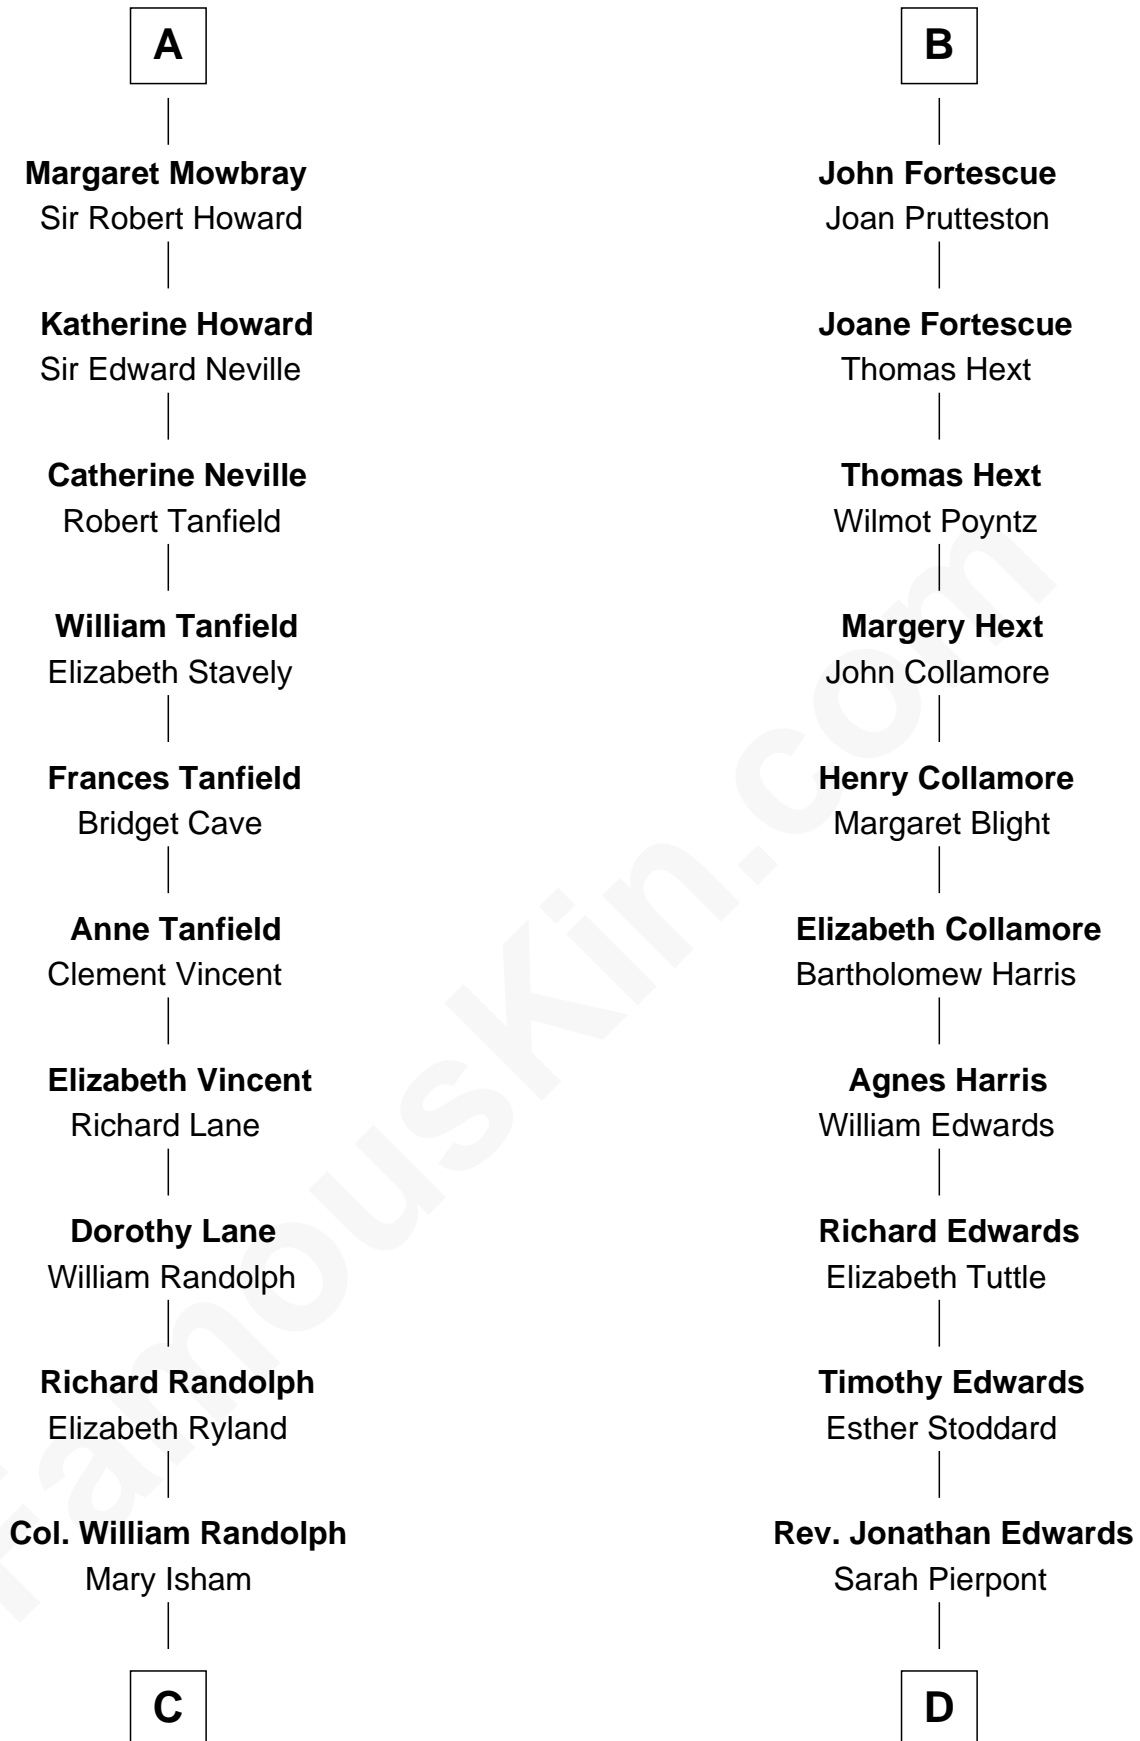 A
Margaret Mowbray
Sir Robert Howard
Katherine Howard
Sir Edward Neville
Catherine Neville
Robert Tanfield
William Tanfield
Elizabeth Stavely
Frances Tanfield
Bridget Cave
Anne Tanfield
Clement Vincent
Elizabeth Vincent
Richard Lane
Dorothy Lane
William Randolph
Richard Randolph
Elizabeth Ryland
Col. William Randolph
Mary Isham
C
B
John Fortescue
Joan Prutteston
Joane Fortescue
Thomas Hext
Thomas Hext
Wilmot Poyntz
Margery Hext
John Collamore
Henry Collamore
Margaret Blight
Elizabeth Collamore
Bartholomew Harris
Agnes Harris
William Edwards
Richard Edwards
Elizabeth Tuttle
Timothy Edwards
Esther Stoddard
Rev. Jonathan Edwards
Sarah Pierpont
D
FamousKin.com